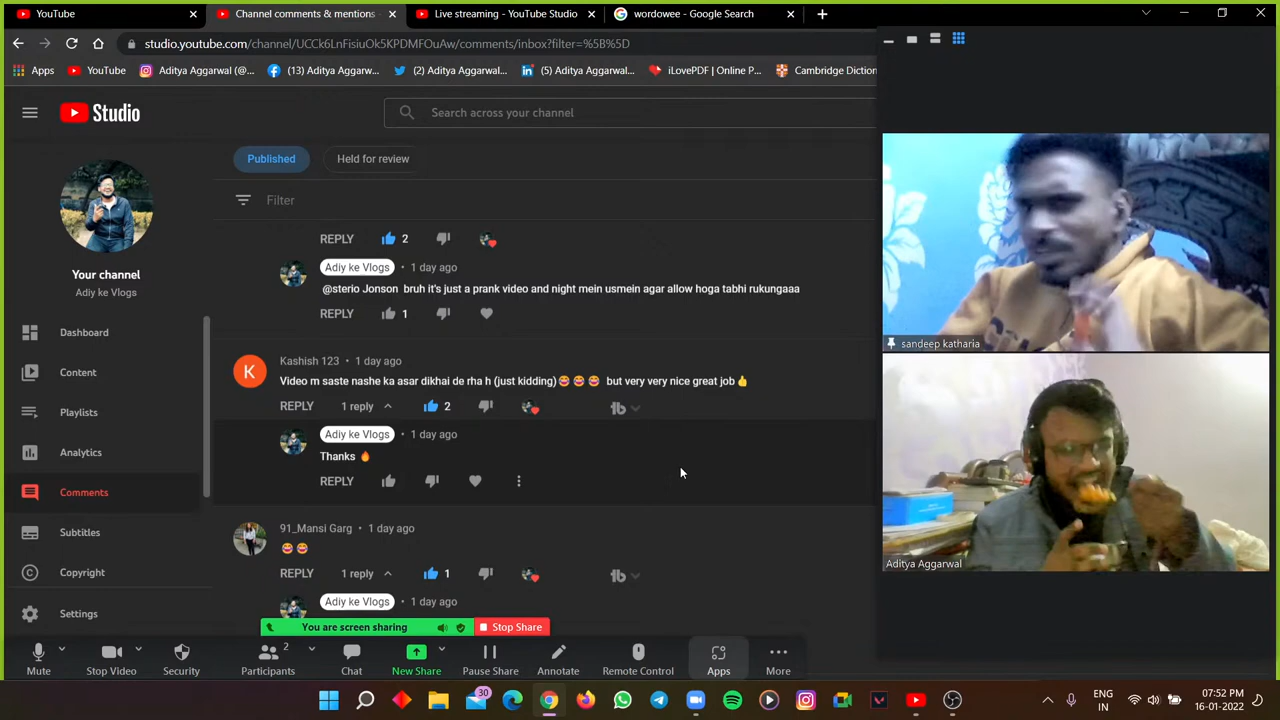 YouTube
Channel comments & mentions
Live streaming - YouTube Studio
wordowee - Google Search
studio.youtube.com/channel/UCCk6LnFisiuOk5KPDMFOuAw/comments/inbox?filter=%5B%5D
Apps
YouTube
Aditya Aggarwal (@...
(13) Aditya Aggarw...
(2) Aditya Aggarwal...
(5) Aditya Aggarwal...
iLovePDF | Online P...
Cambridge Diction
Studio
Search across your channel
Published
Held for review
Filter
Your channel
Adiy ke Vlogs
Dashboard
Content
Playlists
Analytics
Comments
Subtitles
Copyright
Settings
REPLY 2
Adiy ke Vlogs • 1 day ago
@sterio Jonson bruh it's just a prank video and night mein usmein agar allow hoga tabhi rukungaaa
REPLY 1
K
Kashish 123 • 1 day ago
Video m saste nashe ka asar dikhai de rha h (just kidding)😂 😂 😂 but very very nice great job👍
REPLY 1 reply 2
Adiy ke Vlogs • 1 day ago
Thanks 🔥
REPLY
91_Mansi Garg • 1 day ago
😂 😂
REPLY 1 reply 1
Adiy ke Vlogs • 1 day ago
sandeep katharia
Aditya Aggarwal
You are screen sharing
Stop Share
Mute
Stop Video
Security
2
Participants
Chat
New Share
Pause Share
Annotate
Remote Control
Apps
More
30
ENG
IN
07:52 PM
16-01-2022